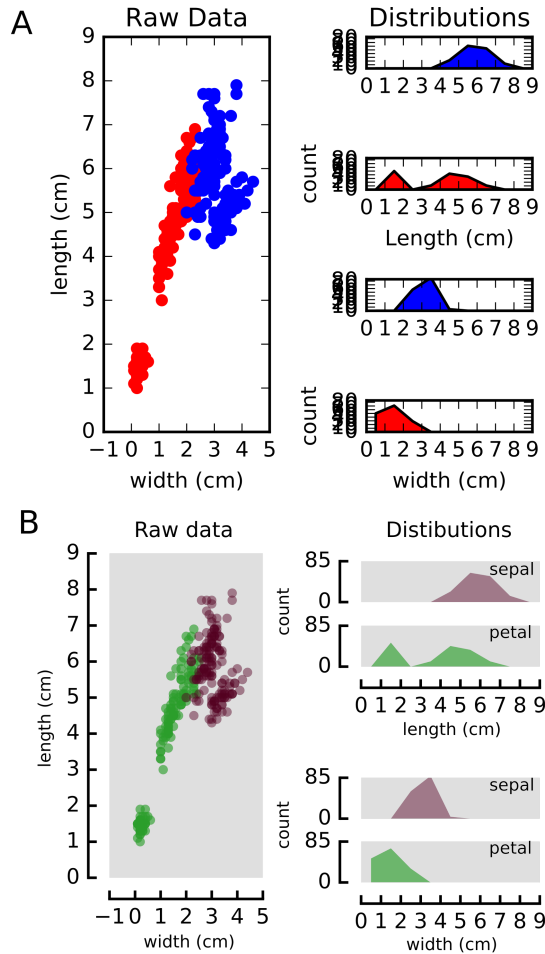 A
Raw Data
Distributions
9
8
7
6
5
4
3
2
1
0
length (cm)
−1 0 1 2 3 4 5
width (cm)
0 1 2 3 4 5 6 7 8 9
count
0 1 2 3 4 5 6 7 8 9
Length (cm)
0 1 2 3 4 5 6 7 8 9
count
0 1 2 3 4 5 6 7 8 9
width (cm)
B
Raw data
Distibutions
9
8
7
6
5
4
3
2
1
0
length (cm)
−1 0 1 2 3 4 5
width (cm)
85
sepal
0
count
85
petal
0
0 1 2 3 4 5 6 7 8 9
length (cm)
85
sepal
0
count
85
petal
0
0 1 2 3 4 5 6 7 8 9
width (cm)